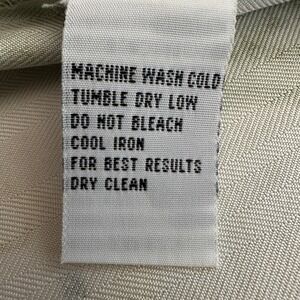 MACHINE WASH COLD
TUMBLE DRY LOW
DO NOT BLEACH
COOL IRON
FOR BEST RESULTS
DRY CLEAN